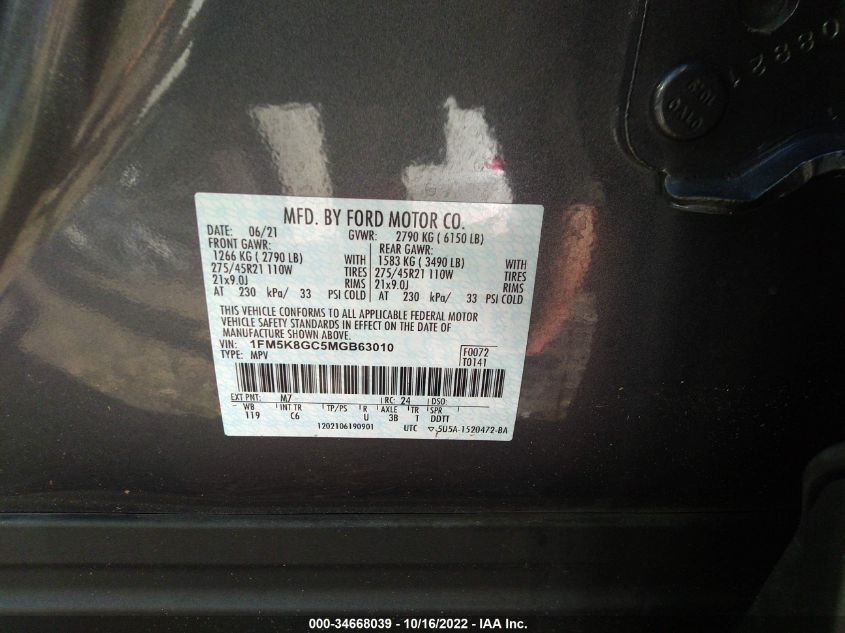 08821
70'S
OALO
MFD. BY FORD MOTOR CO.
DATE: 06/21 GVWR: 2790 KG ( 6150 LB)
FRONT GAWR: REAR GAWR:
1266 KG ( 2790 LB) WITH 1583 KG ( 3490 LB) WITH
275/45R21 110W TIRES 275/45R21 110W TIRES
21x9.0J RIMS 21x9.0J RIMS
AT 230 kPa/ 33 PSI COLD AT 230 kPa/ 33 PSI COLD
THIS VEHICLE CONFORMS TO ALL APPLICABLE FEDERAL MOTOR
VEHICLE SAFETY STANDARDS IN EFFECT ON THE DATE OF
MANUFACTURE SHOWN ABOVE.
VIN: 1FM5K8GC5MGB63010 F0072
TYPE: MPV T0141
EXT PNT: M7 RC: 24 DSO:
WB INT TR TP/PS R AXLE TR SPR
119 C6 U 3B T DDTT
1202106190901 UTC ▽ 5U5A-1520472-BA
000-34668039 - 10/16/2022 - IAA Inc.